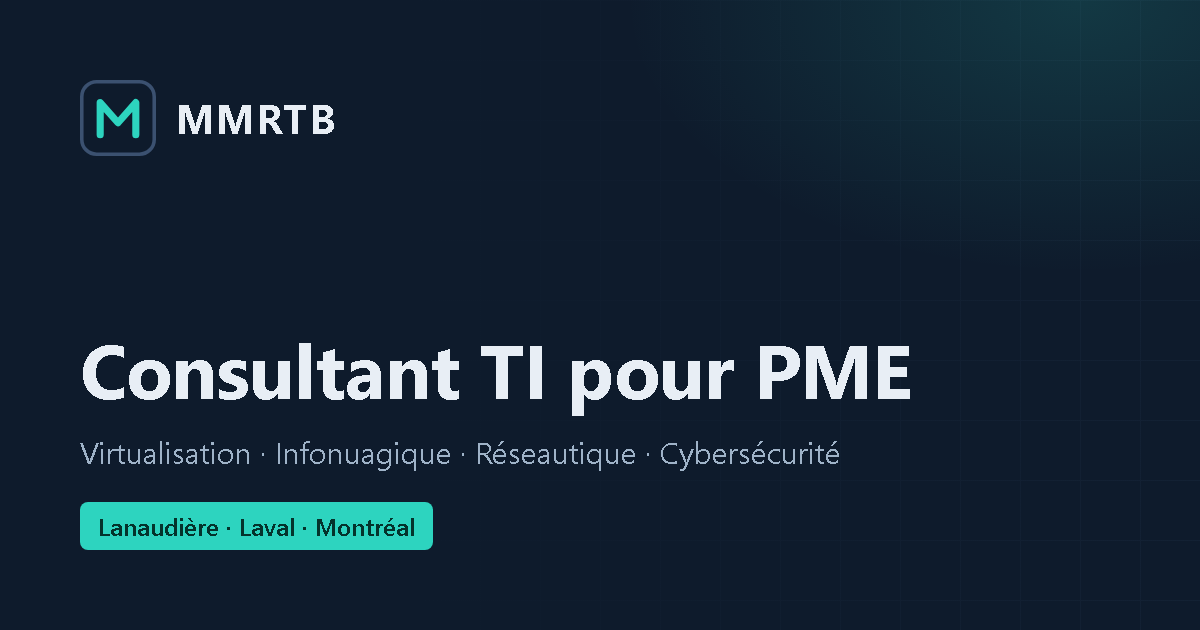 M MMRTB
Consultant TI pour PME
Virtualisation · Infonuagique · Réseautique · Cybersécurité
Lanaudière · Laval · Montréal